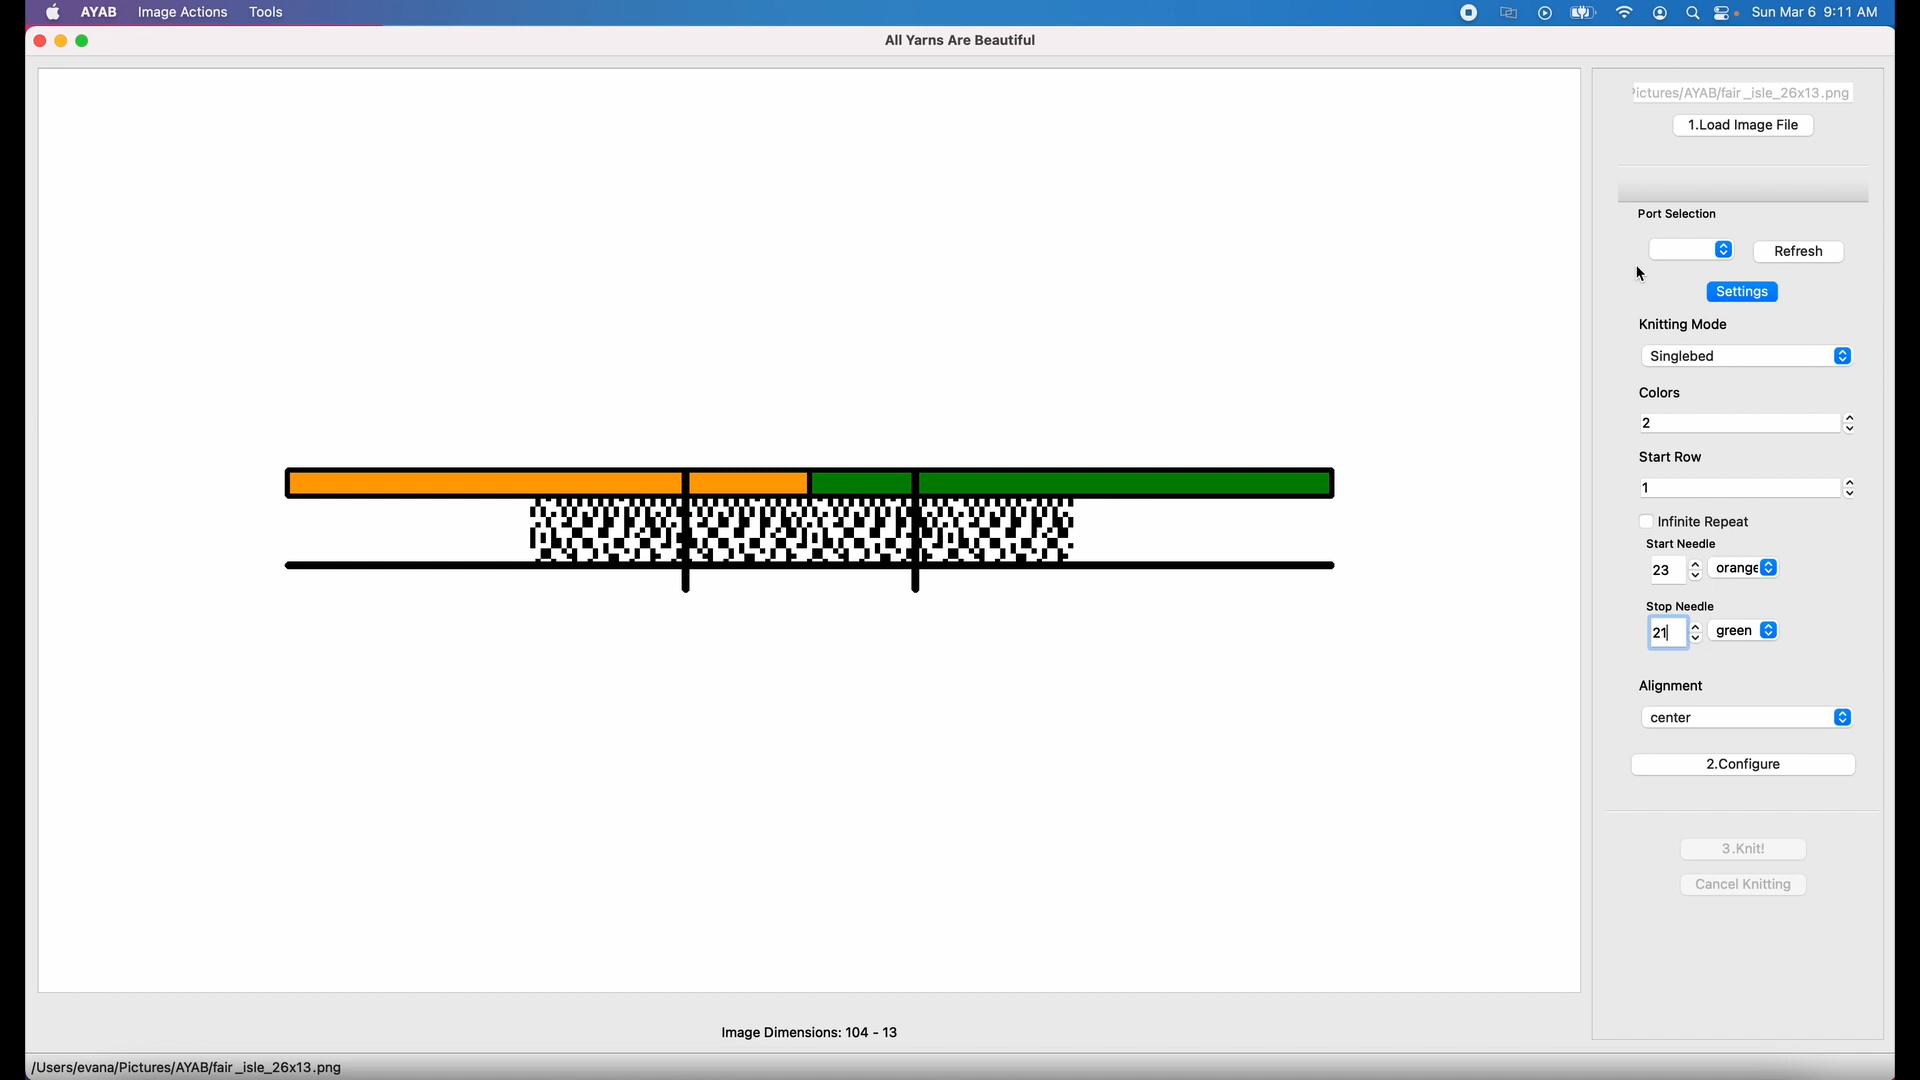 AYAB Image Actions Tools Sun Mar 6 9:11 AM
All Yarns Are Beautiful
Pictures/AYAB/fair_isle_26x13.png
1.Load Image File
Port Selection
Refresh
Settings
Knitting Mode
Singlebed
Colors
2
Start Row
1
Infinite Repeat
Start Needle
23 orange
Stop Needle
21 green
Alignment
center
2.Configure
3.Knit!
Cancel Knitting
Image Dimensions: 104 - 13
/Users/evana/Pictures/AYAB/fair_isle_26x13.png